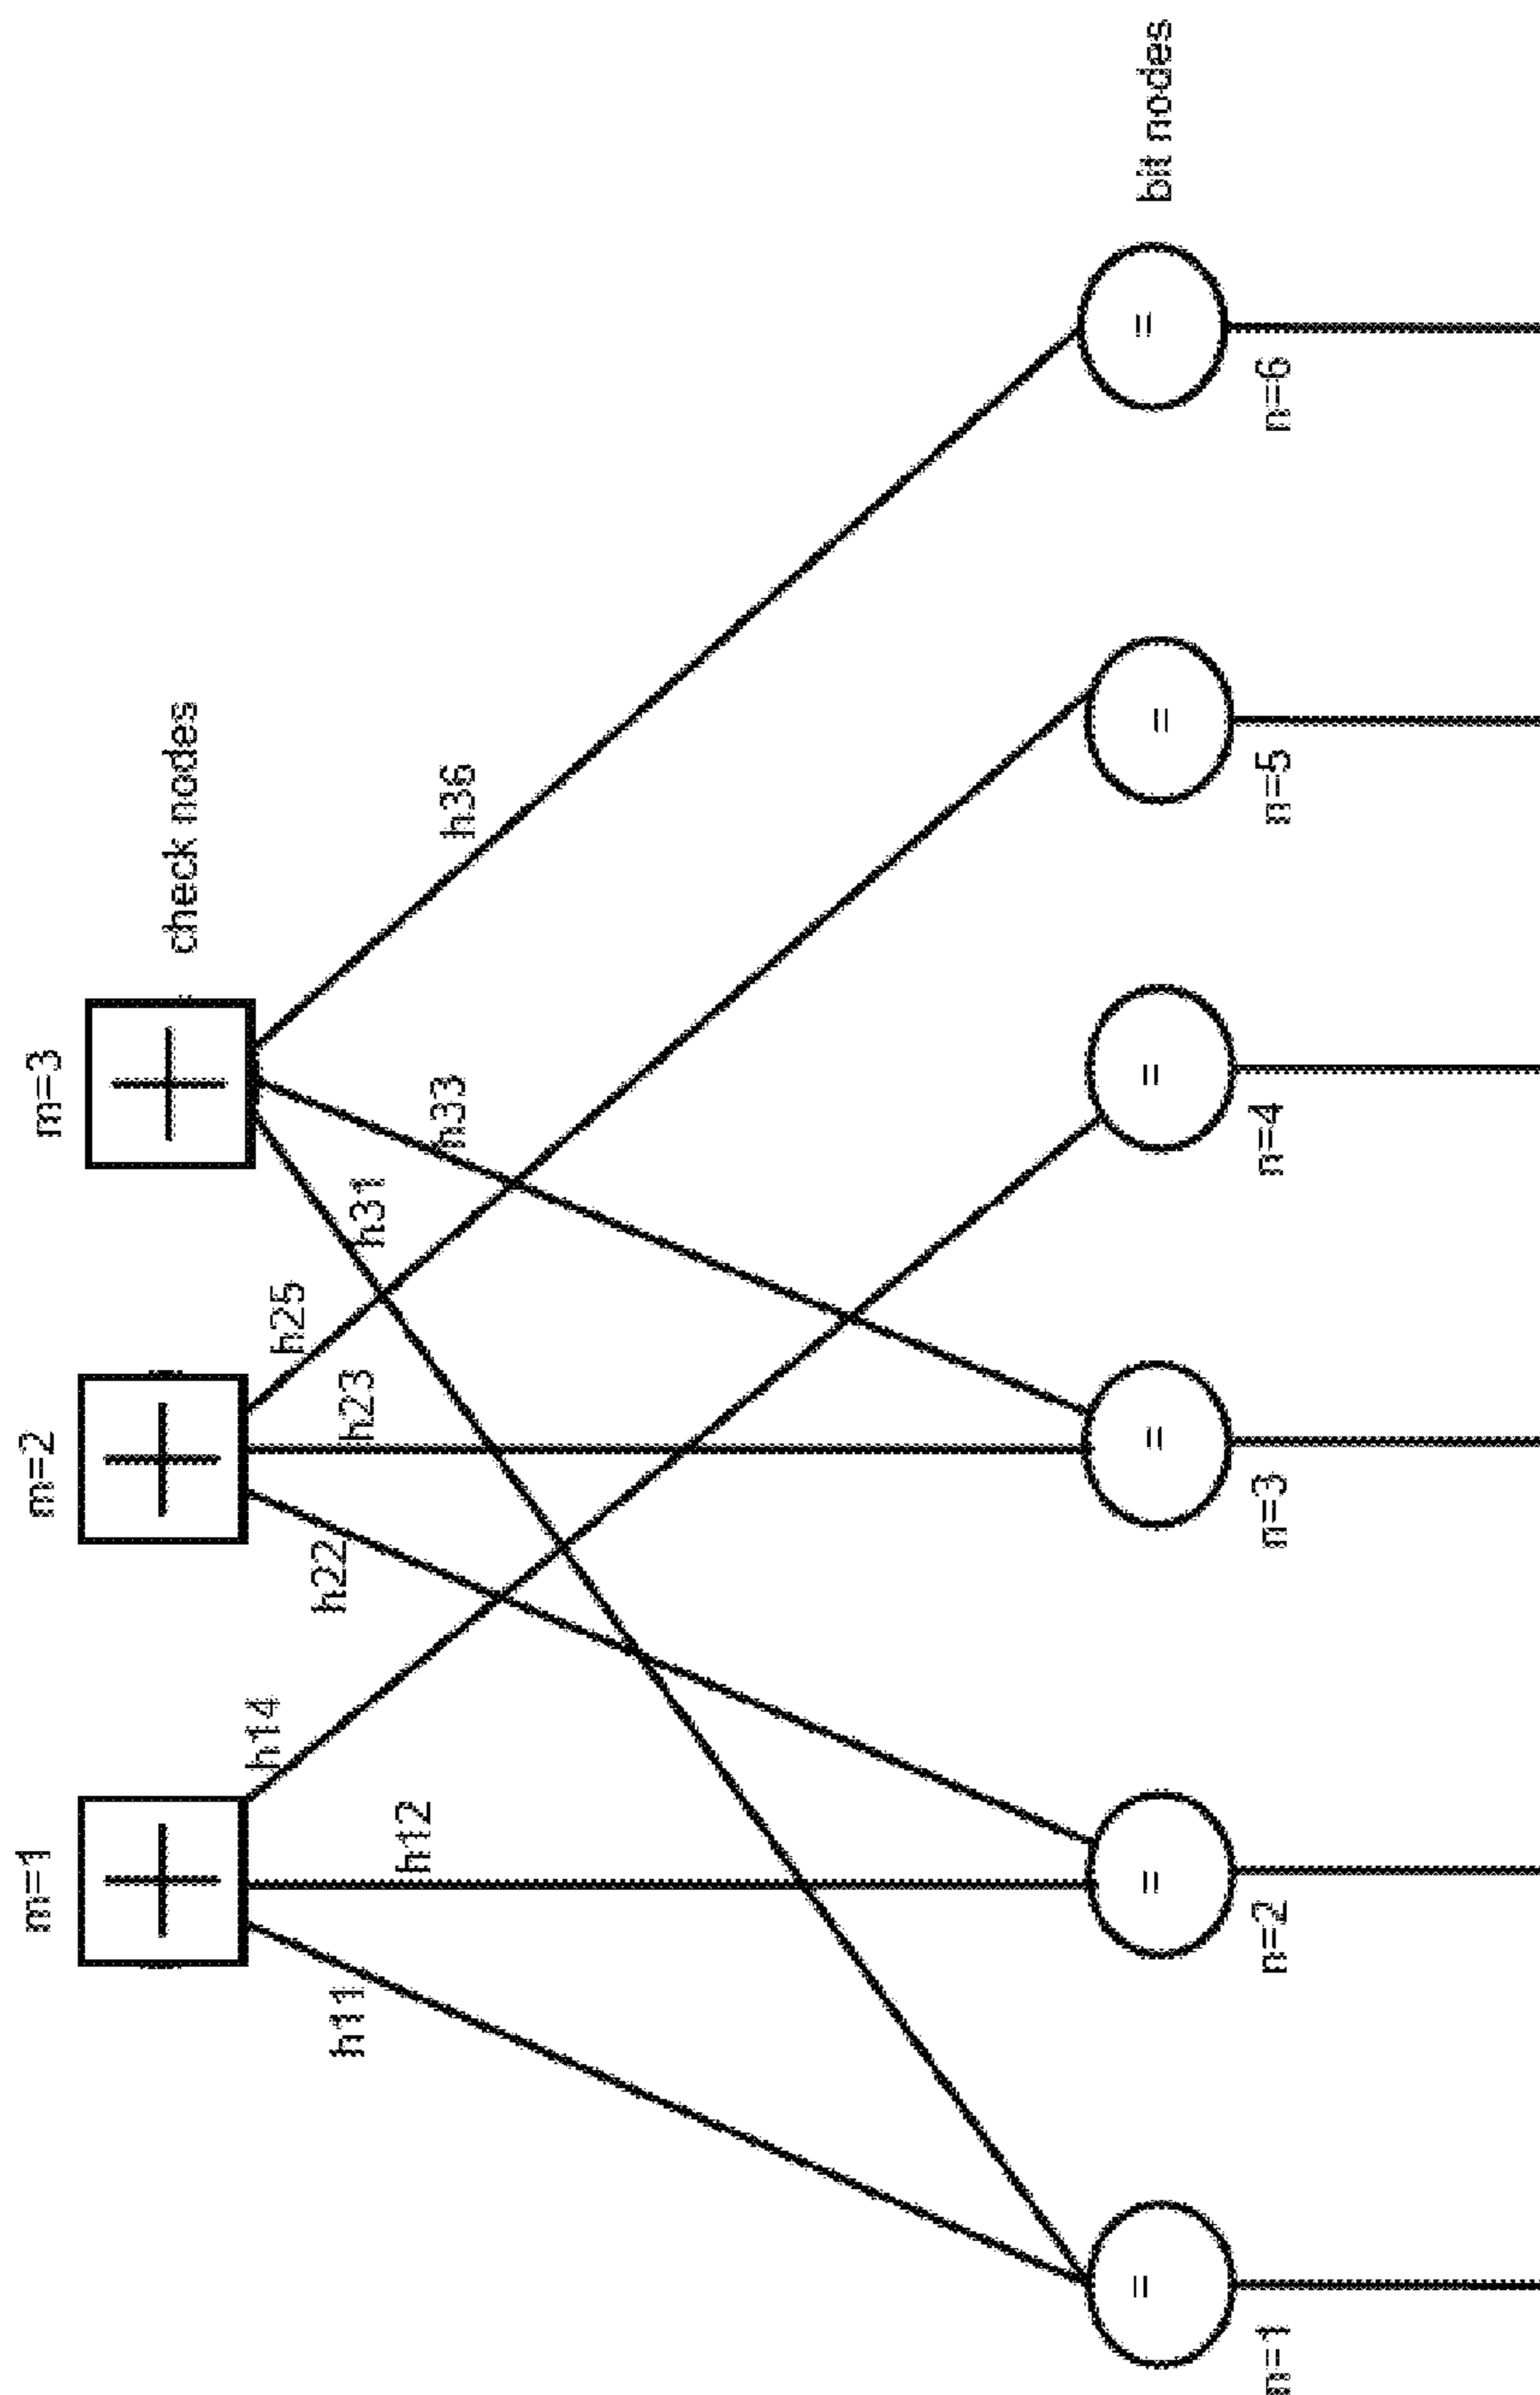 m=1
m=2
m=3
check nodes
h11
h12
h14
h22
h23
h25
h31
h33
h36
bit nodes
=
=
=
=
=
=
n=1
n=2
n=3
n=4
n=5
n=6